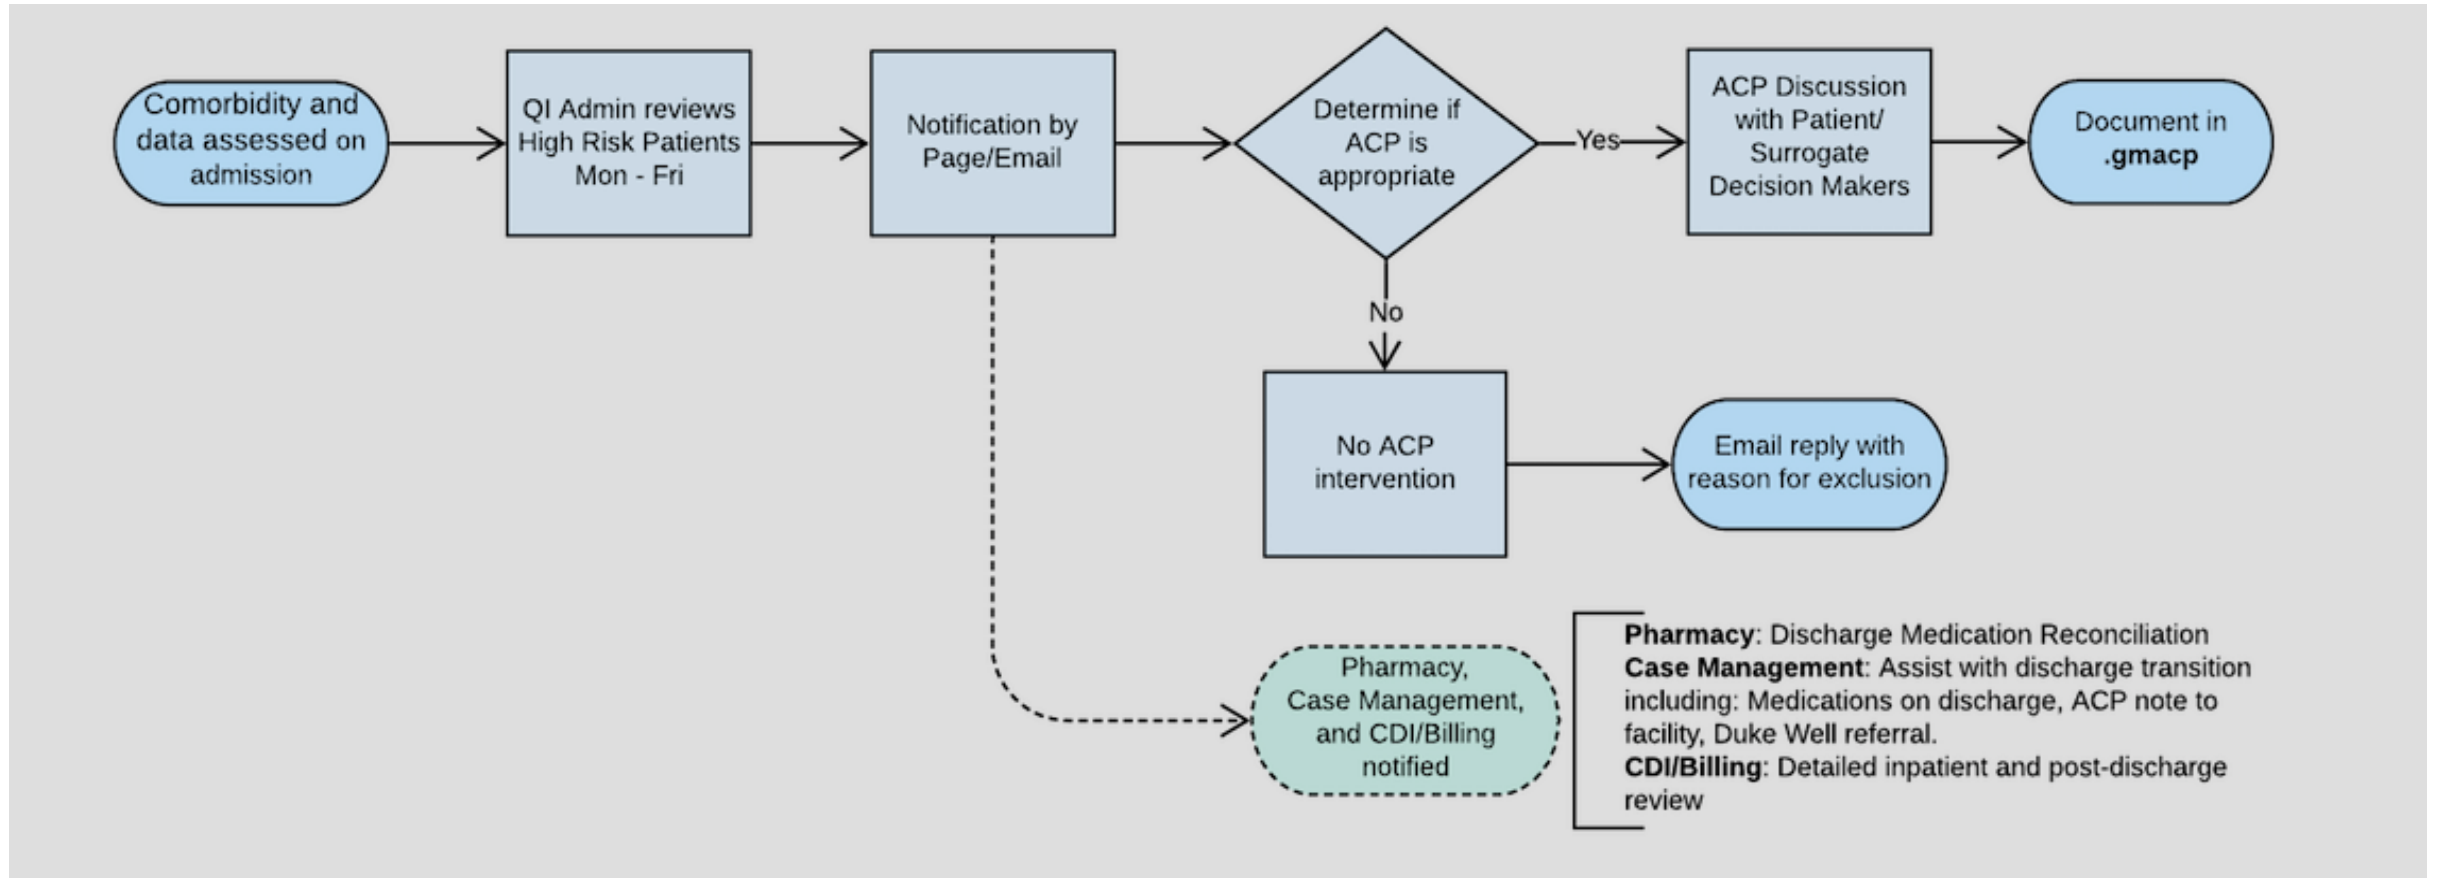 Comorbidity and
data assessed on
admission
QI Admin reviews
High Risk Patients
Mon - Fri
Notification by
Page/Email
Determine if
ACP is
appropriate
Yes
ACP Discussion
with Patient/
Surrogate
Decision Makers
Document in
.gmacp
No
No ACP
intervention
Email reply with
reason for exclusion
Pharmacy,
Case Management,
and CDI/Billing
notified
Pharmacy: Discharge Medication Reconciliation
Case Management: Assist with discharge transition
including: Medications on discharge, ACP note to
facility, Duke Well referral.
CDI/Billing: Detailed inpatient and post-discharge
review